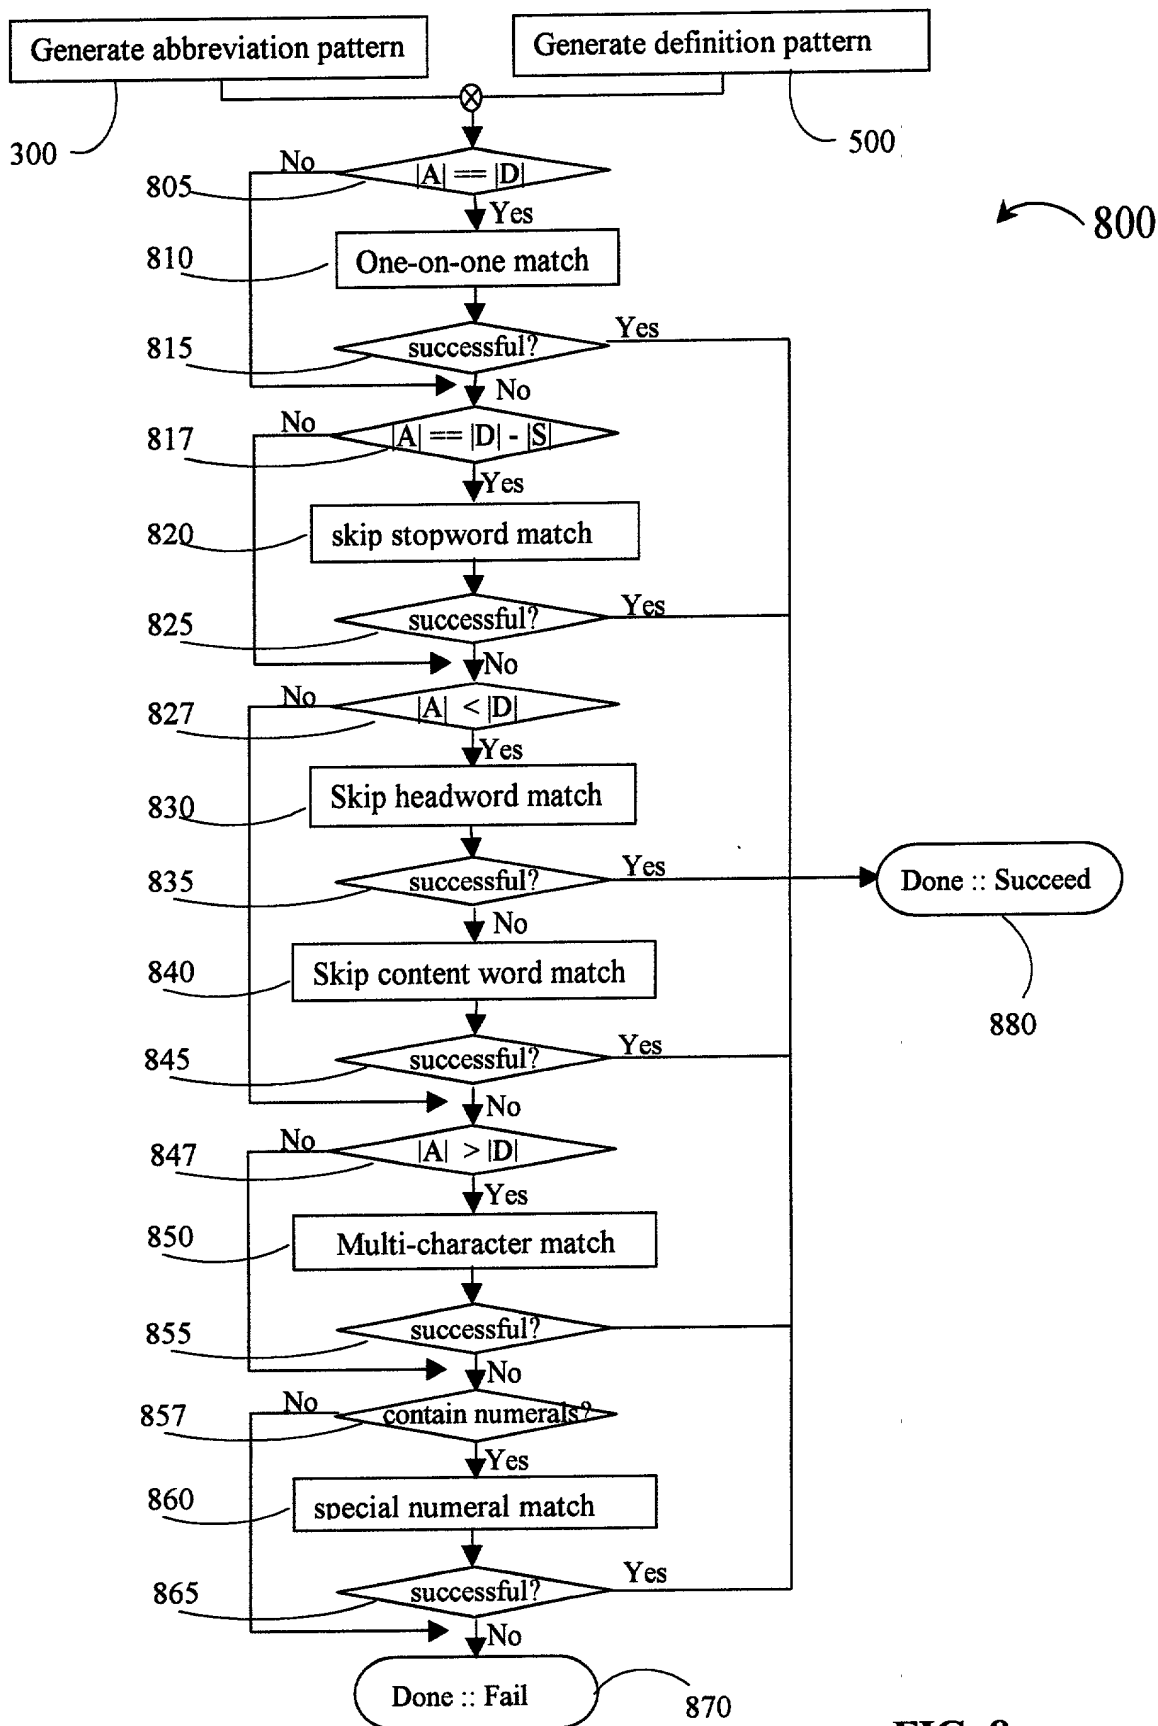 Generate abbreviation pattern
Generate definition pattern
300
500
No
805
|A| == |D|
Yes
800
810
One-on-one match
Yes
815
successful?
No
No
817
|A| == |D| - |S|
Yes
820
skip stopword match
Yes
825
successful?
No
No
827
|A| < |D|
Yes
830
Skip headword match
Yes
835
successful?
Done :: Succeed
No
840
Skip content word match
880
Yes
845
successful?
No
No
847
|A| > |D|
Yes
850
Multi-character match
855
successful?
No
No
857
contain numerals?
Yes
860
special numeral match
Yes
865
successful?
No
Done :: Fail
870